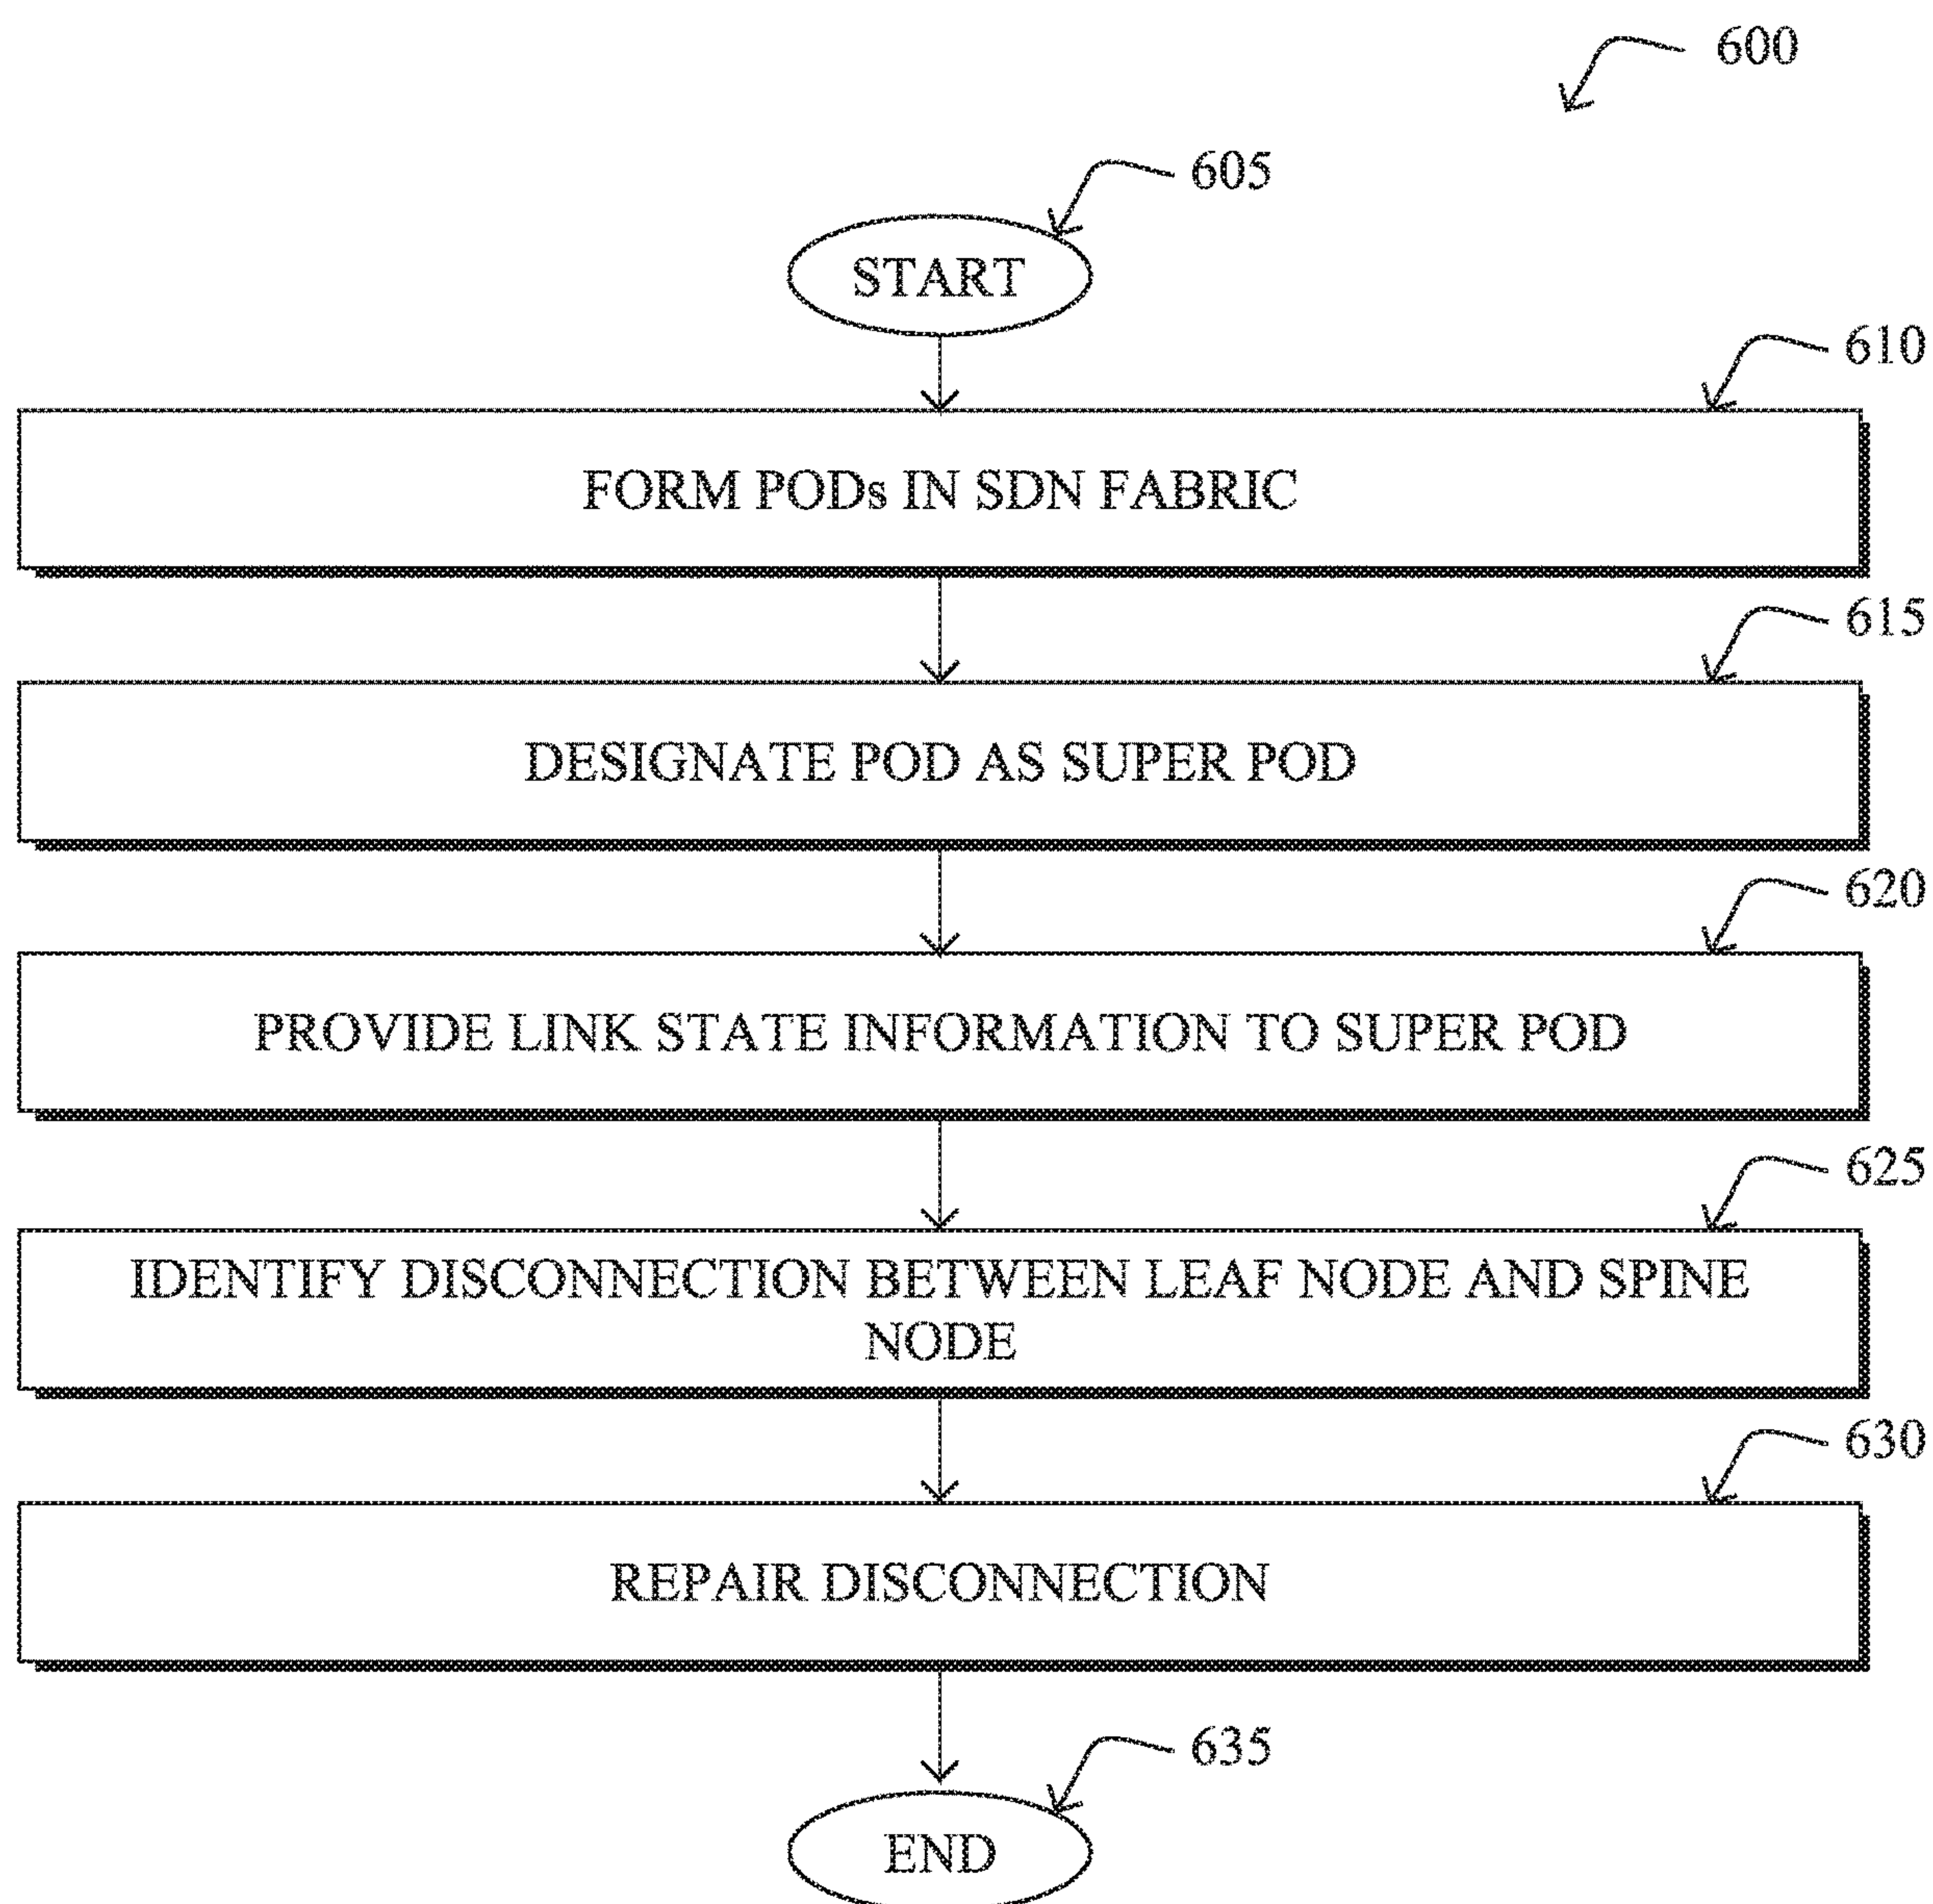 600
605
START
610
FORM PODs IN SDN FABRIC
615
DESIGNATE POD AS SUPER POD
620
PROVIDE LINK STATE INFORMATION TO SUPER POD
625
IDENTIFY DISCONNECTION BETWEEN LEAF NODE AND SPINE
NODE
630
REPAIR DISCONNECTION
635
END